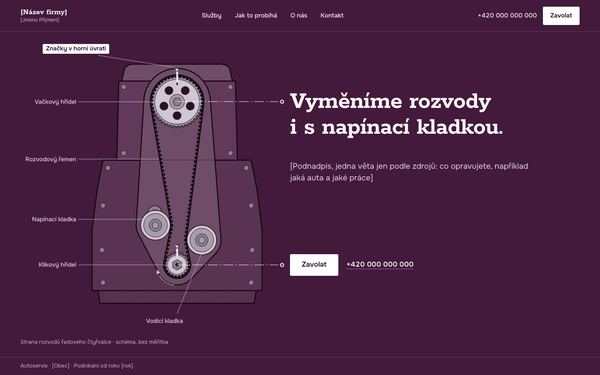 [Název firmy]
[Jméno Příjmení]
Služby
Jak to probíhá
O nás
Kontakt
+420 000 000 000
Zavolat
Značky v horní úvrati
Vačkový hřídel
Rozvodový řemen
Napínací kladka
Klikový hřídel
Vodicí kladka
Vyměníme rozvody
i s napínací kladkou.
[Podnadpis, jedna věta jen podle zdrojů: co opravujete, například
jaká auta a jaké práce]
Zavolat
+420 000 000 000
Strana rozvodů řadového čtyřválce · schéma, bez měřítka
Autoservis · [Obec] · Podnikání od roku [rok]